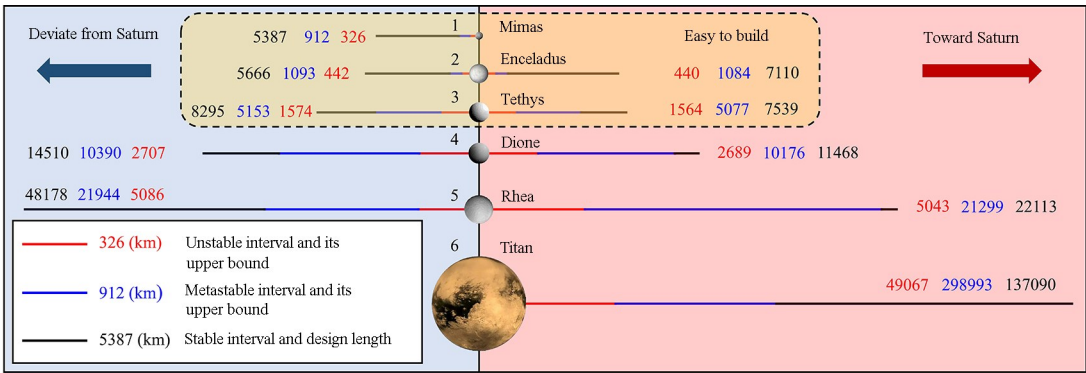 Deviate from Saturn
Easy to build
Toward Saturn
1 Mimas
5387 912 326
2 Enceladus
5666 1093 442
440 1084 7110
3 Tethys
8295 5153 1574
1564 5077 7539
4 Dione
14510 10390 2707
2689 10176 11468
5 Rhea
48178 21944 5086
5043 21299 22113
6 Titan
49067 298993 137090
326 (km) Unstable interval and its
upper bound
912 (km) Metastable interval and its
upper bound
5387 (km) Stable interval and design length